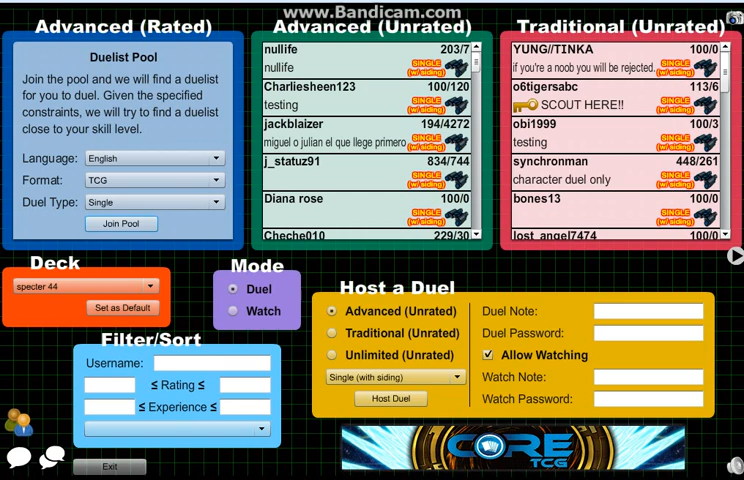 www.Bandicam.com
Advanced (Rated)
Duelist Pool
Join the pool and we will find a duelist
for you to duel. Given the specified
constraints, we will try to find a duelist
close to your skill level.
Language: English
Format: TCG
Duel Type: Single
Join Pool
Advanced (Unrated)
nullife 203/7
nullife SINGLE (w/ siding)
Charliesheen123 100/120
testing SINGLE (w/ siding)
jackblaizer 194/4272
miguel o julian el que llege primero SINGLE (w/ siding)
j_statuz91 834/744
SINGLE (w/ siding)
Diana rose 100/0
SINGLE (w/ siding)
Cheche010 229/30
Traditional (Unrated)
YUNG//TINKA 100/0
if you're a noob you will be rejected. SINGLE (w/ siding)
o6tigersabc 113/6
SCOUT HERE!! SINGLE (w/ siding)
obi1999 100/3
testing SINGLE (w/ siding)
synchronman 448/261
character duel only SINGLE (w/ siding)
bones13 100/0
SINGLE (w/ siding)
lost_angel7474 100/0
Deck
specter 44
Set as Default
Mode
Duel
Watch
Filter/Sort
Username:
≤ Rating ≤
≤ Experience ≤
Host a Duel
Advanced (Unrated)
Traditional (Unrated)
Unlimited (Unrated)
Single (with siding)
Host Duel
Duel Note:
Duel Password:
Allow Watching
Watch Note:
Watch Password:
Exit
CORE
TCG